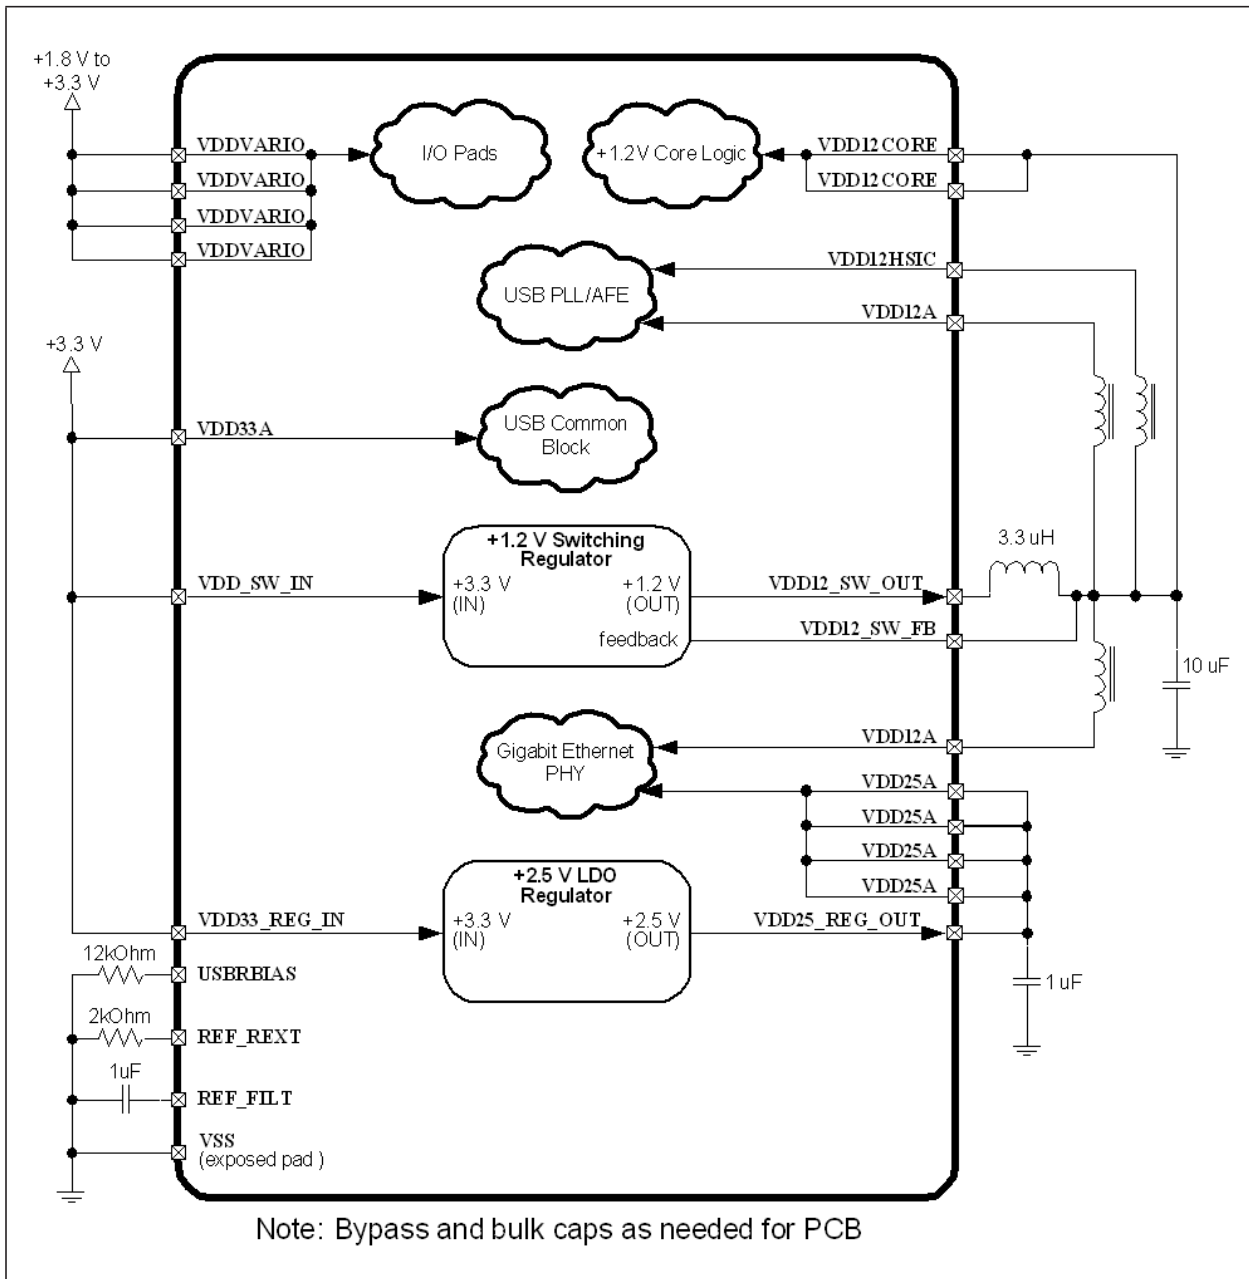 +1.8 V to
+3.3 V
VDDVARIO
VDDVARIO
VDDVARIO
VDDVARIO
I/O Pads
+1.2V Core Logic
VDD12CORE
VDD12CORE
VDD12HSIC
USB PLL/AFE
VDD12A
+3.3 V
VDD33A
USB Common
Block
+1.2 V Switching
Regulator
VDD_SW_IN
+3.3 V
(IN)
+1.2 V
(OUT)
feedback
VDD12_SW_OUT
VDD12_SW_FB
3.3 uH
10 uF
Gigabit Ethernet
PHY
VDD12A
VDD25A
VDD25A
VDD25A
VDD25A
+2.5 V LDO
Regulator
VDD33_REG_IN
+3.3 V
(IN)
+2.5 V
(OUT)
VDD25_REG_OUT
1 uF
12kOhm
USBRBIAS
2kOhm
REF_REXT
1uF
REF_FILT
VSS
(exposed pad )
Note: Bypass and bulk caps as needed for PCB